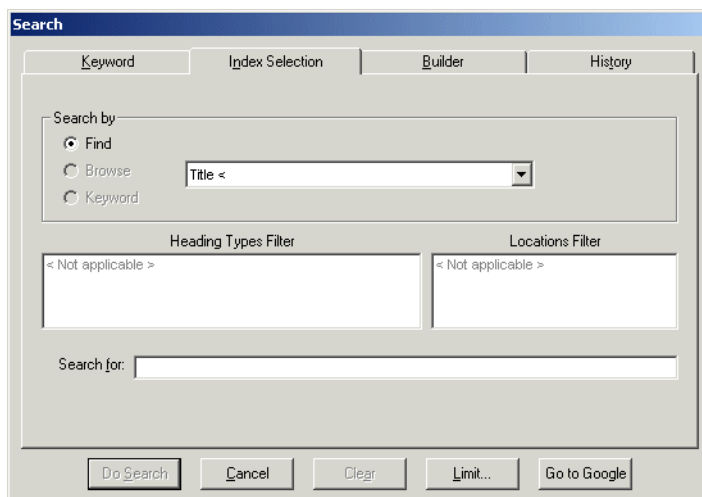 Search
Keyword Index Selection Builder History
Search by
Find
Browse
Title <
Keyword
Heading Types Filter Locations Filter
< Not applicable > < Not applicable >
Search for:
Do Search Cancel Clear Limit... Go to Google